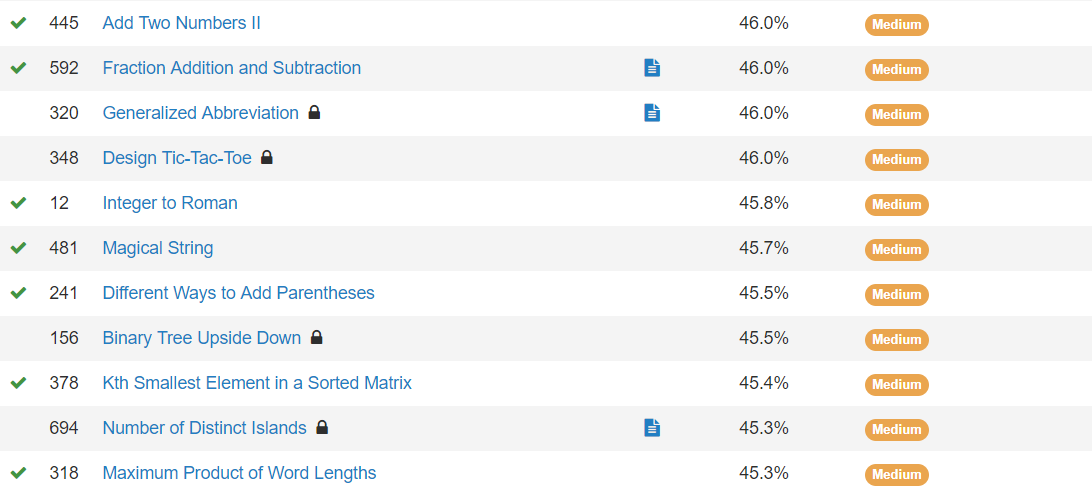 445 Add Two Numbers II 46.0% Medium
592 Fraction Addition and Subtraction 46.0% Medium
320 Generalized Abbreviation 46.0% Medium
348 Design Tic-Tac-Toe 46.0% Medium
12 Integer to Roman 45.8% Medium
481 Magical String 45.7% Medium
241 Different Ways to Add Parentheses 45.5% Medium
156 Binary Tree Upside Down 45.5% Medium
378 Kth Smallest Element in a Sorted Matrix 45.4% Medium
694 Number of Distinct Islands 45.3% Medium
318 Maximum Product of Word Lengths 45.3% Medium